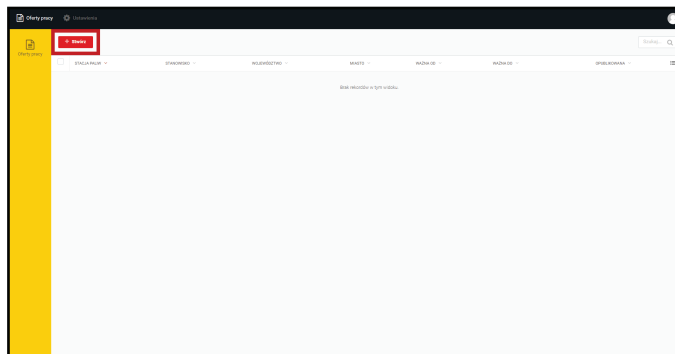 Oferty pracy Ustawienia
+ Stwórz Szukaj...
Oferty pracy
STACJA PALIW STANOWISKO WOJEWÓDZTWO MIASTO WAŻNA OD WAŻNA DO OPUBLIKOWANA
Brak rekordów w tym widoku.